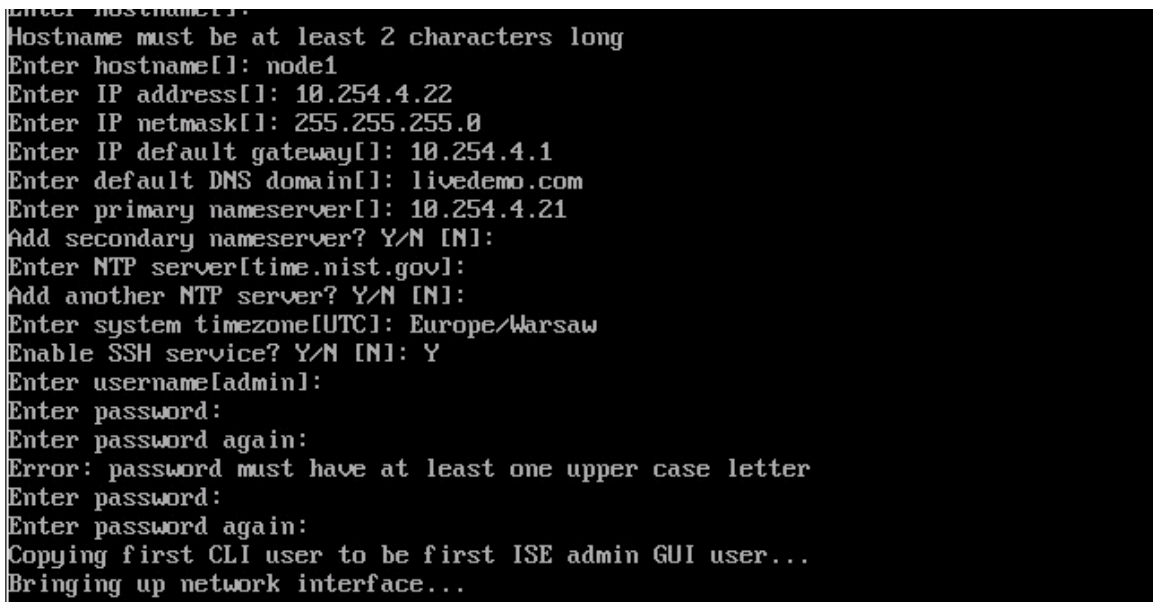 Enter hostname[]:
Hostname must be at least 2 characters long
Enter hostname[]: node1
Enter IP address[]: 10.254.4.22
Enter IP netmask[]: 255.255.255.0
Enter IP default gateway[]: 10.254.4.1
Enter default DNS domain[]: livedemo.com
Enter primary nameserver[]: 10.254.4.21
Add secondary nameserver? Y/N [N]:
Enter NTP server[time.nist.gov]:
Add another NTP server? Y/N [N]:
Enter system timezone[UTC]: Europe/Warsaw
Enable SSH service? Y/N [N]: Y
Enter username[admin]:
Enter password:
Enter password again:
Error: password must have at least one upper case letter
Enter password:
Enter password again:
Copying first CLI user to be first ISE admin GUI user...
Bringing up network interface...